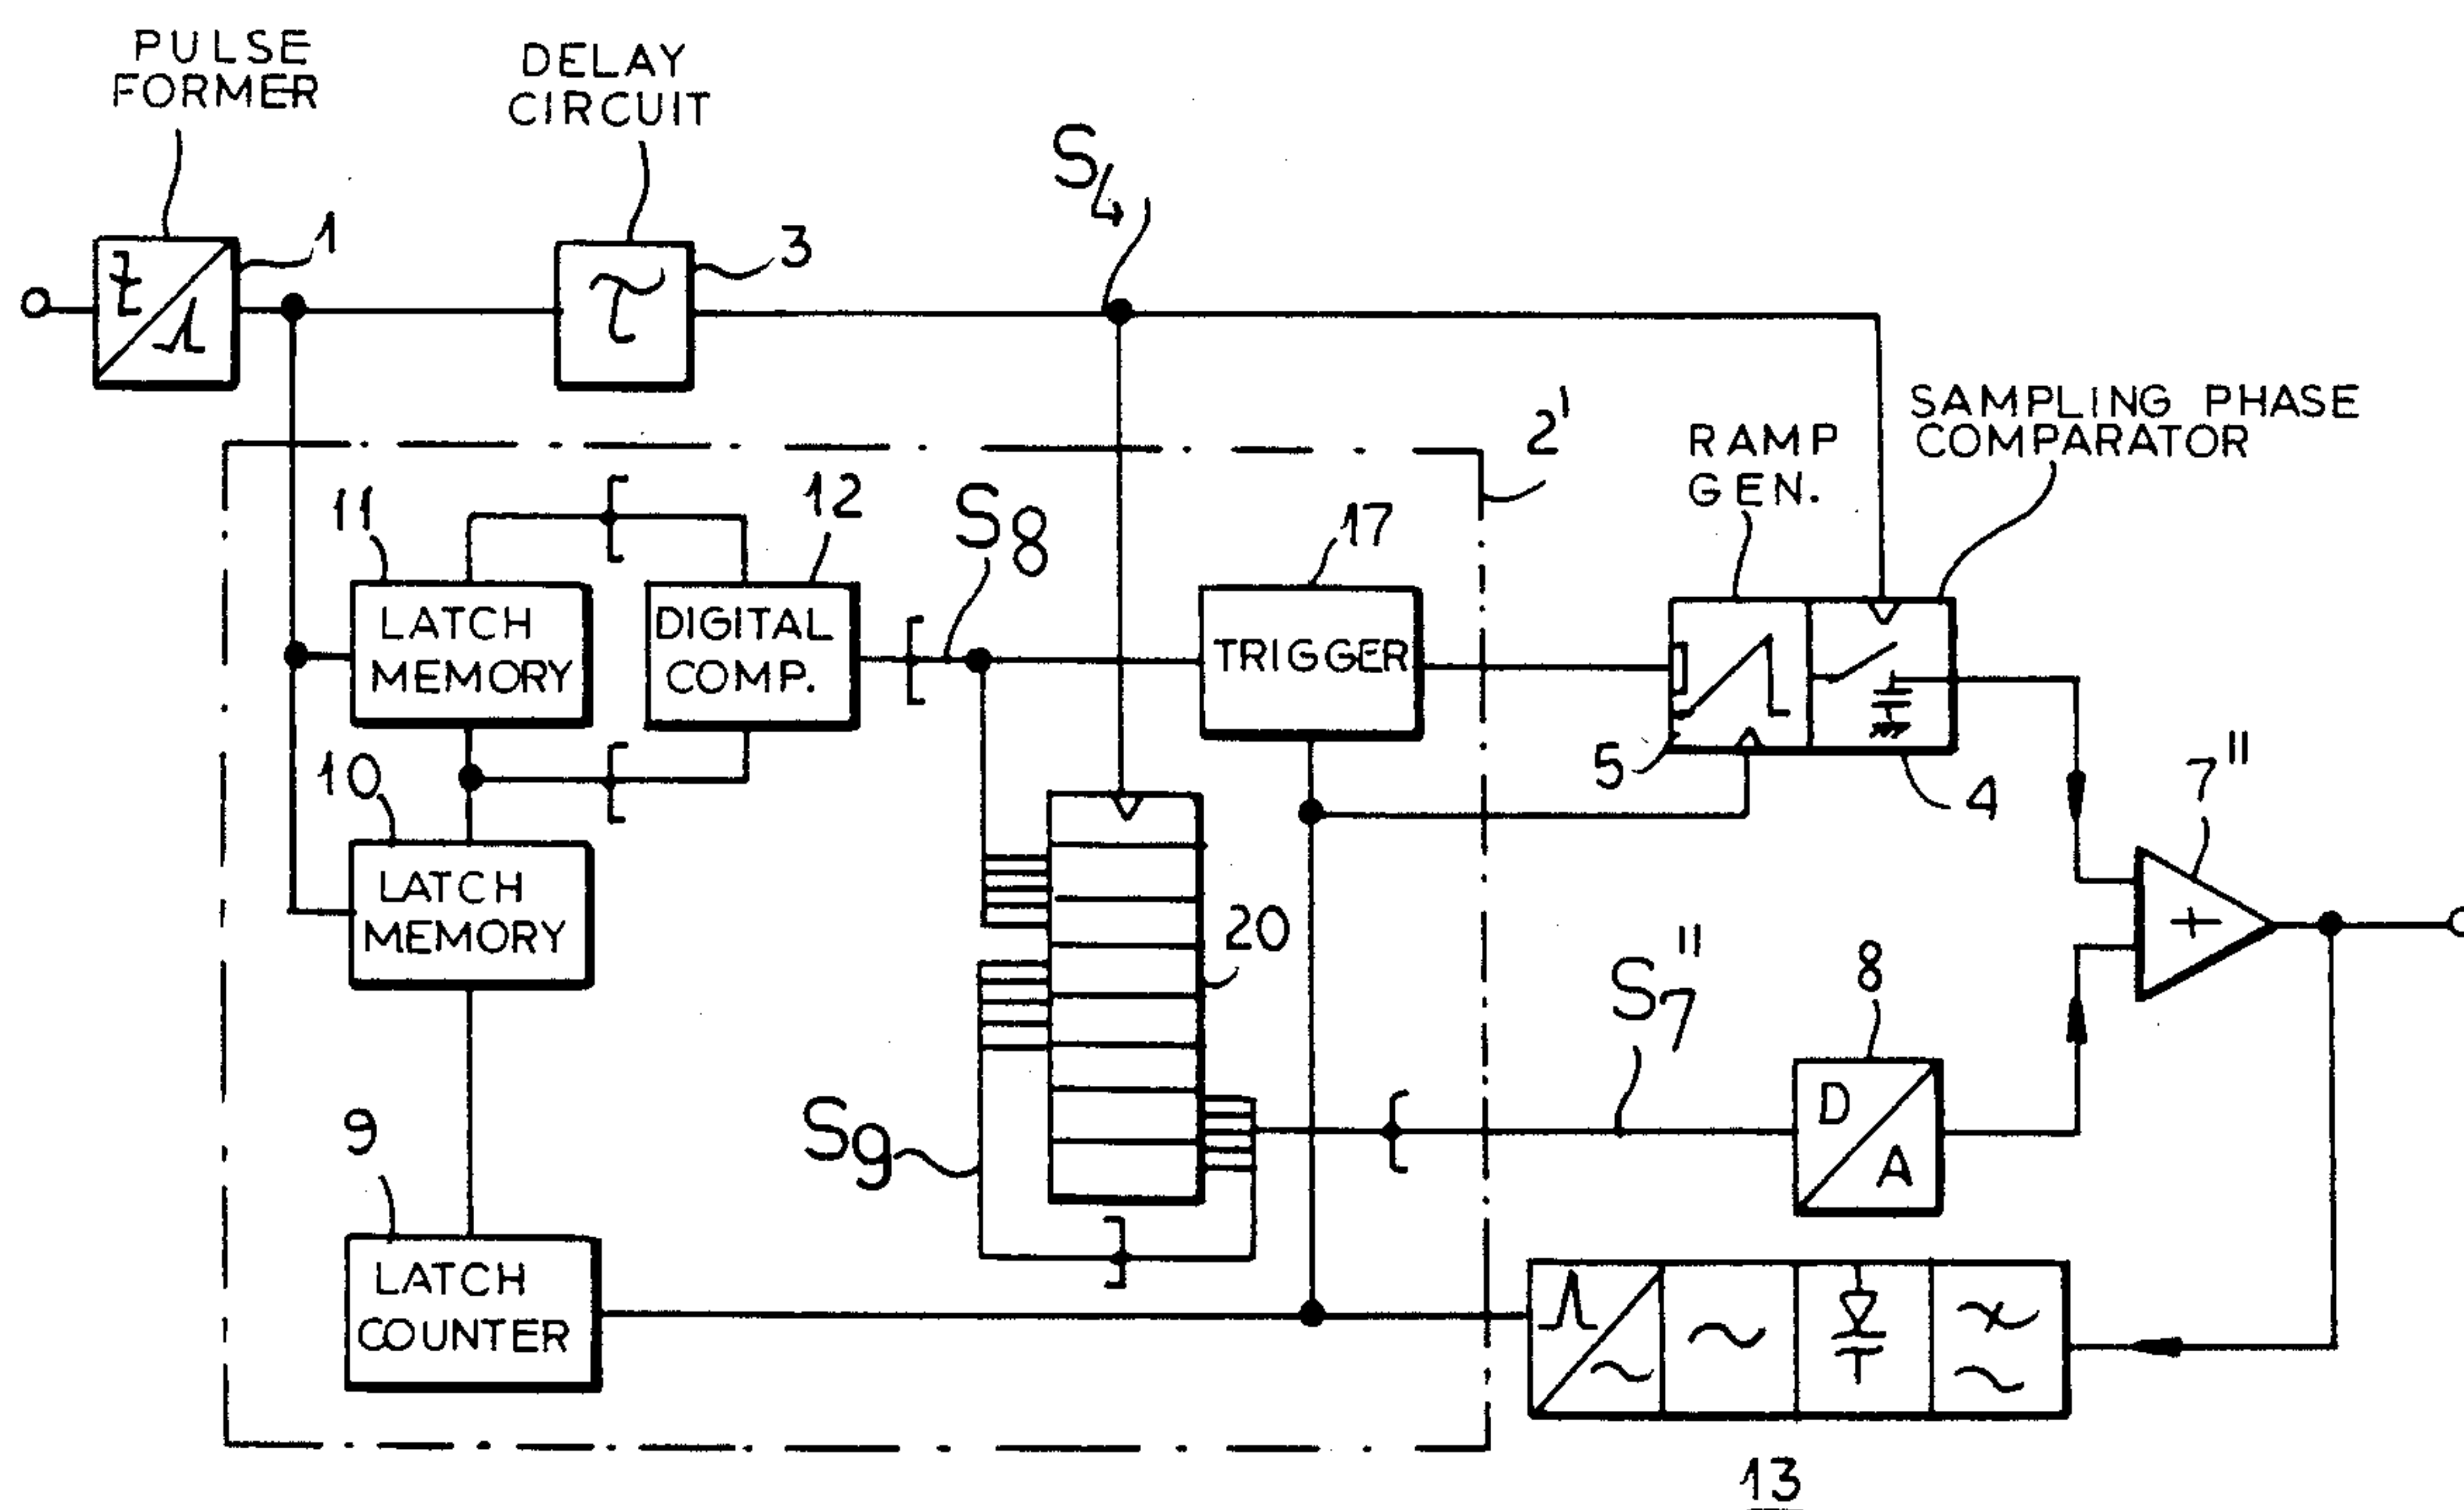 PULSE
FORMER
DELAY
CIRCUIT
S4
1
3
t
τ
2'
SAMPLING PHASE
COMPARATOR
RAMP
GEN.
11
12
S8
17
LATCH
MEMORY
DIGITAL
COMP.
TRIGGER
5
4
7"
10
LATCH
MEMORY
20
+
S7"
8
9
S9
D
A
LATCH
COUNTER
13